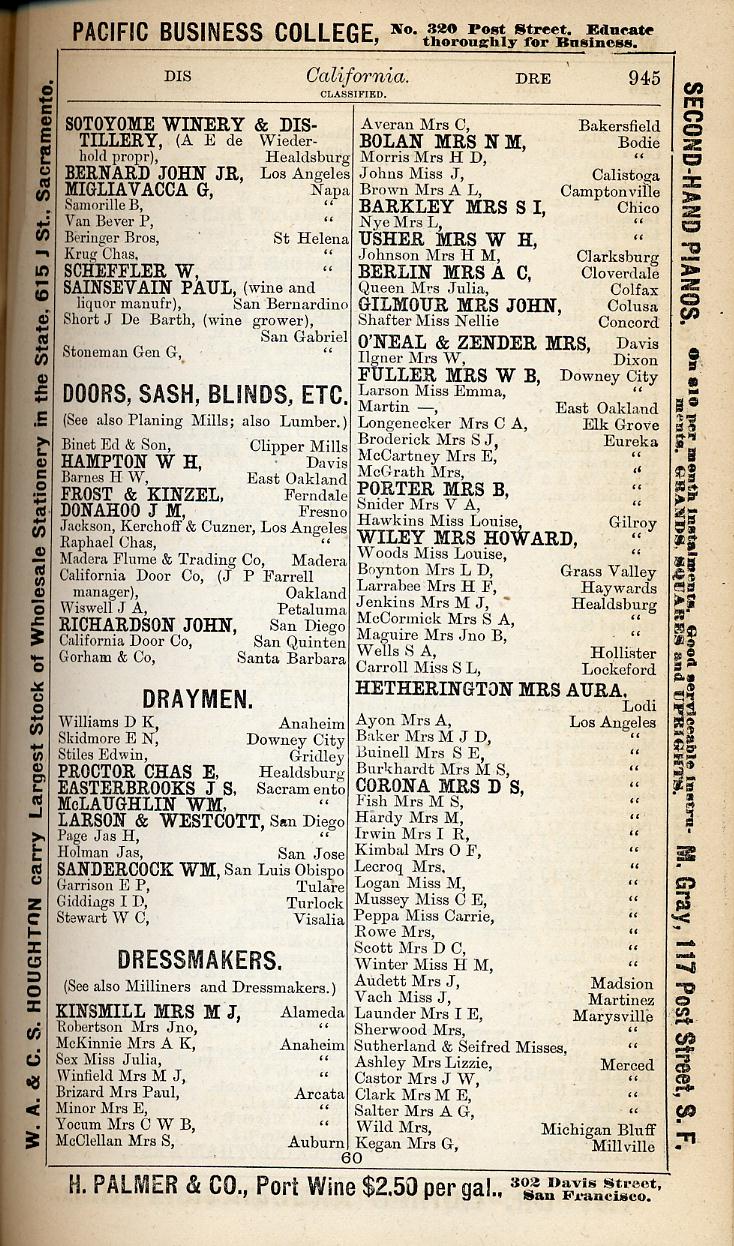 PACIFIC BUSINESS COLLEGE, No. 320 Post Street. Educate
thoroughly for Business.
DIS California. DRE 945
CLASSIFIED.
SOTOYOME WINERY & DIS-
TILLERY, (A E de Wieder-
hold propr), Healdsburg
BERNARD JOHN JR, Los Angeles
MIGLIAVACCA G, Napa
Samorille B, “
Van Bever P, “
Beringer Bros, St Helena
Krug Chas, “
SCHEFFLER W, “
SAINSEVAIN PAUL, (wine and
liquor manufr), San Bernardino
Short J De Barth, (wine grower),
San Gabriel
Stoneman Gen G, “
DOORS, SASH, BLINDS, ETC.
(See also Planing Mills; also Lumber.)
Binet Ed & Son, Clipper Mills
HAMPTON W H, Davis
Barnes H W, East Oakland
FROST & KINZEL, Ferndale
DONAHOO J M, Fresno
Jackson, Kerchoff & Cuzner, Los Angeles
Raphael Chas, “
Madera Flume & Trading Co, Madera
California Door Co, (J P Farrell
manager), Oakland
Wiswell J A, Petaluma
RICHARDSON JOHN, San Diego
California Door Co, San Quinten
Gorham & Co, Santa Barbara
DRAYMEN.
Williams D K, Anaheim
Skidmore E N, Downey City
Stiles Edwin, Gridley
PROCTOR CHAS E, Healdsburg
EASTERBROOKS J S, Sacram ento
McLAUGHLIN WM, “
LARSON & WESTCOTT, San Diego
Page Jas H, “
Holman Jas, San Jose
SANDERCOCK WM, San Luis Obispo
Garrison E P, Tulare
Giddings I D, Turlock
Stewart W C, Visalia
DRESSMAKERS.
(See also Milliners and Dressmakers.)
KINSMILL MRS M J, Alameda
Robertson Mrs Jno, “
McKinnie Mrs A K, Anaheim
Sex Miss Julia, “
Winfield Mrs M J, “
Brizard Mrs Paul, Arcata
Minor Mrs E, “
Yocum Mrs C W B, “
McClellan Mrs S, Auburn
Averan Mrs C, Bakersfield
BOLAN MRS N M, Bodie
Morris Mrs H D, “
Johns Miss J, Calistoga
Brown Mrs A L, Camptonville
BARKLEY MRS S I, Chico
Nye Mrs L, “
USHER MRS W H, “
Johnson Mrs H M, Clarksburg
BERLIN MRS A C, Cloverdale
Queen Mrs Julia, Colfax
GILMOUR MRS JOHN, Colusa
Shafter Miss Nellie Concord
O'NEAL & ZENDER MRS, Davis
Ilgner Mrs W, Dixon
FULLER MRS W B, Downey City
Larson Miss Emma, “
Martin —, East Oakland
Longenecker Mrs C A, Elk Grove
Broderick Mrs S J, Eureka
McCartney Mrs E, “
McGrath Mrs, “
PORTER MRS B, “
Snider Mrs V A, “
Hawkins Miss Louise, Gilroy
WILEY MRS HOWARD, “
Woods Miss Louise, “
Boynton Mrs L D, Grass Valley
Larrabee Mrs H F, Haywards
Jenkins Mrs M J, Healdsburg
McCormick Mrs S A, “
Maguire Mrs Jno B, “
Wells S A, Hollister
Carroll Miss S L, Lockeford
HETHERINGTON MRS AURA,
Lodi
Ayon Mrs A, Los Angeles
Baker Mrs M J D, “
Buinell Mrs S E, “
Burkhardt Mrs M S, “
CORONA MRS D S, “
Fish Mrs M S, “
Hardy Mrs M, “
Irwin Mrs I R, “
Kimbal Mrs O F, “
Lecroq Mrs, “
Logan Miss M, “
Mussey Miss C E, “
Peppa Miss Carrie, “
Rowe Mrs, “
Scott Mrs D C, “
Winter Miss H M, “
Audett Mrs J, Madsion
Vach Miss J, Martinez
Launder Mrs I E, Marysville
Sherwood Mrs, “
Sutherland & Seifred Misses, “
Ashley Mrs Lizzie, Merced
Castor Mrs J W, “
Clark Mrs M E, “
Salter Mrs A G, “
Wild Mrs, Michigan Bluff
Kegan Mrs G, Millville
60
H. PALMER & CO., Port Wine $2.50 per gal., 302 Davis Street,
San Francisco.
W. A. & C. S. HOUGHTON carry Largest Stock of Wholesale Stationery in the State, 615 J St., Sacramento.
SECOND-HAND PIANOS. On $10 per month instalments. Good serviceable instru-
ments. GRANDS, SQUARES and UPRIGHTS. M. Gray, 117 Post Street, S. F.